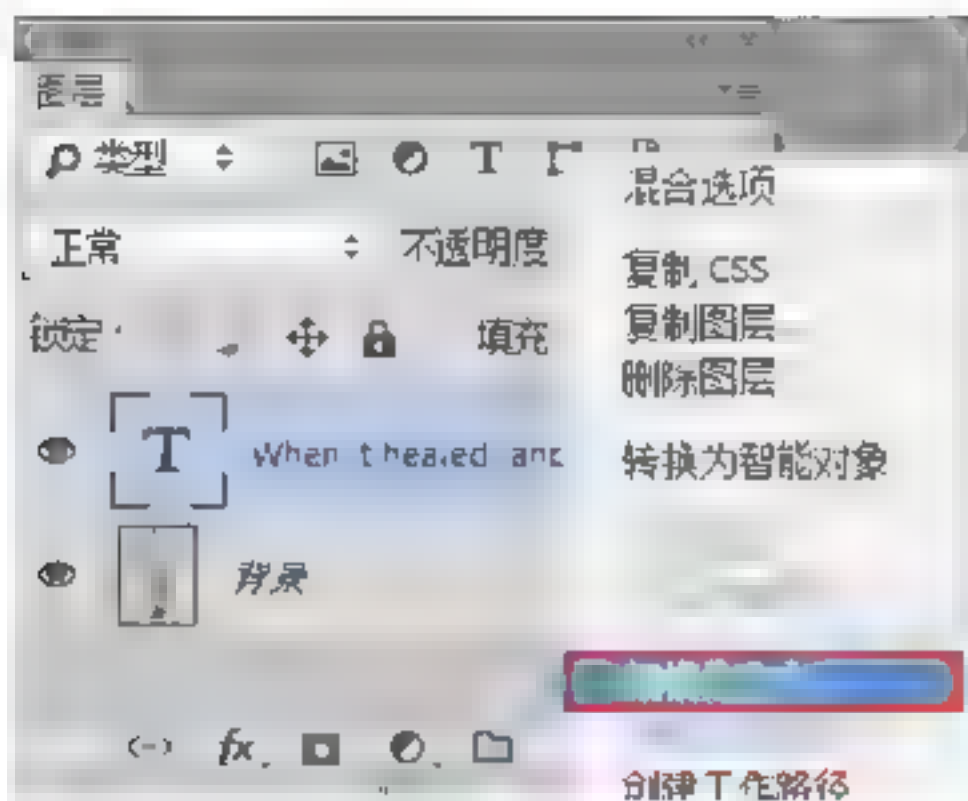 图层
类型
正常
不透明度
锁定
填充
When
背景
混合选项
复制 CSS
复制图层
删除图层
转换为智能对象
创建工作路径
fx